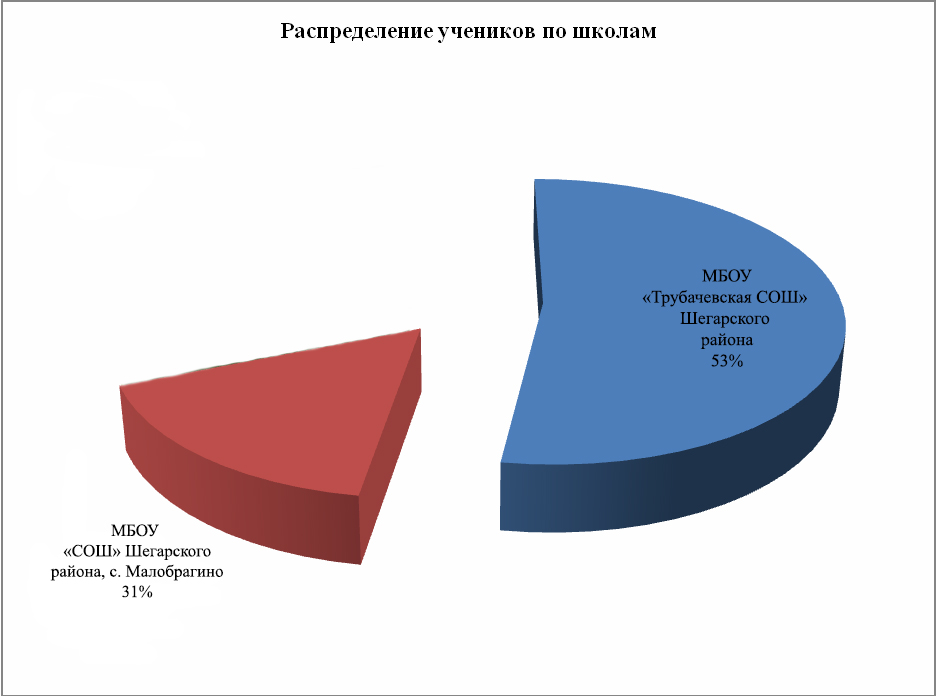 Распределение учеников по школам
МБОУ
«Трубачевская СОШ»
Шегарского
района
53%
МБОУ
«СОШ» Шегарского
района, с. Малобрагино
31%